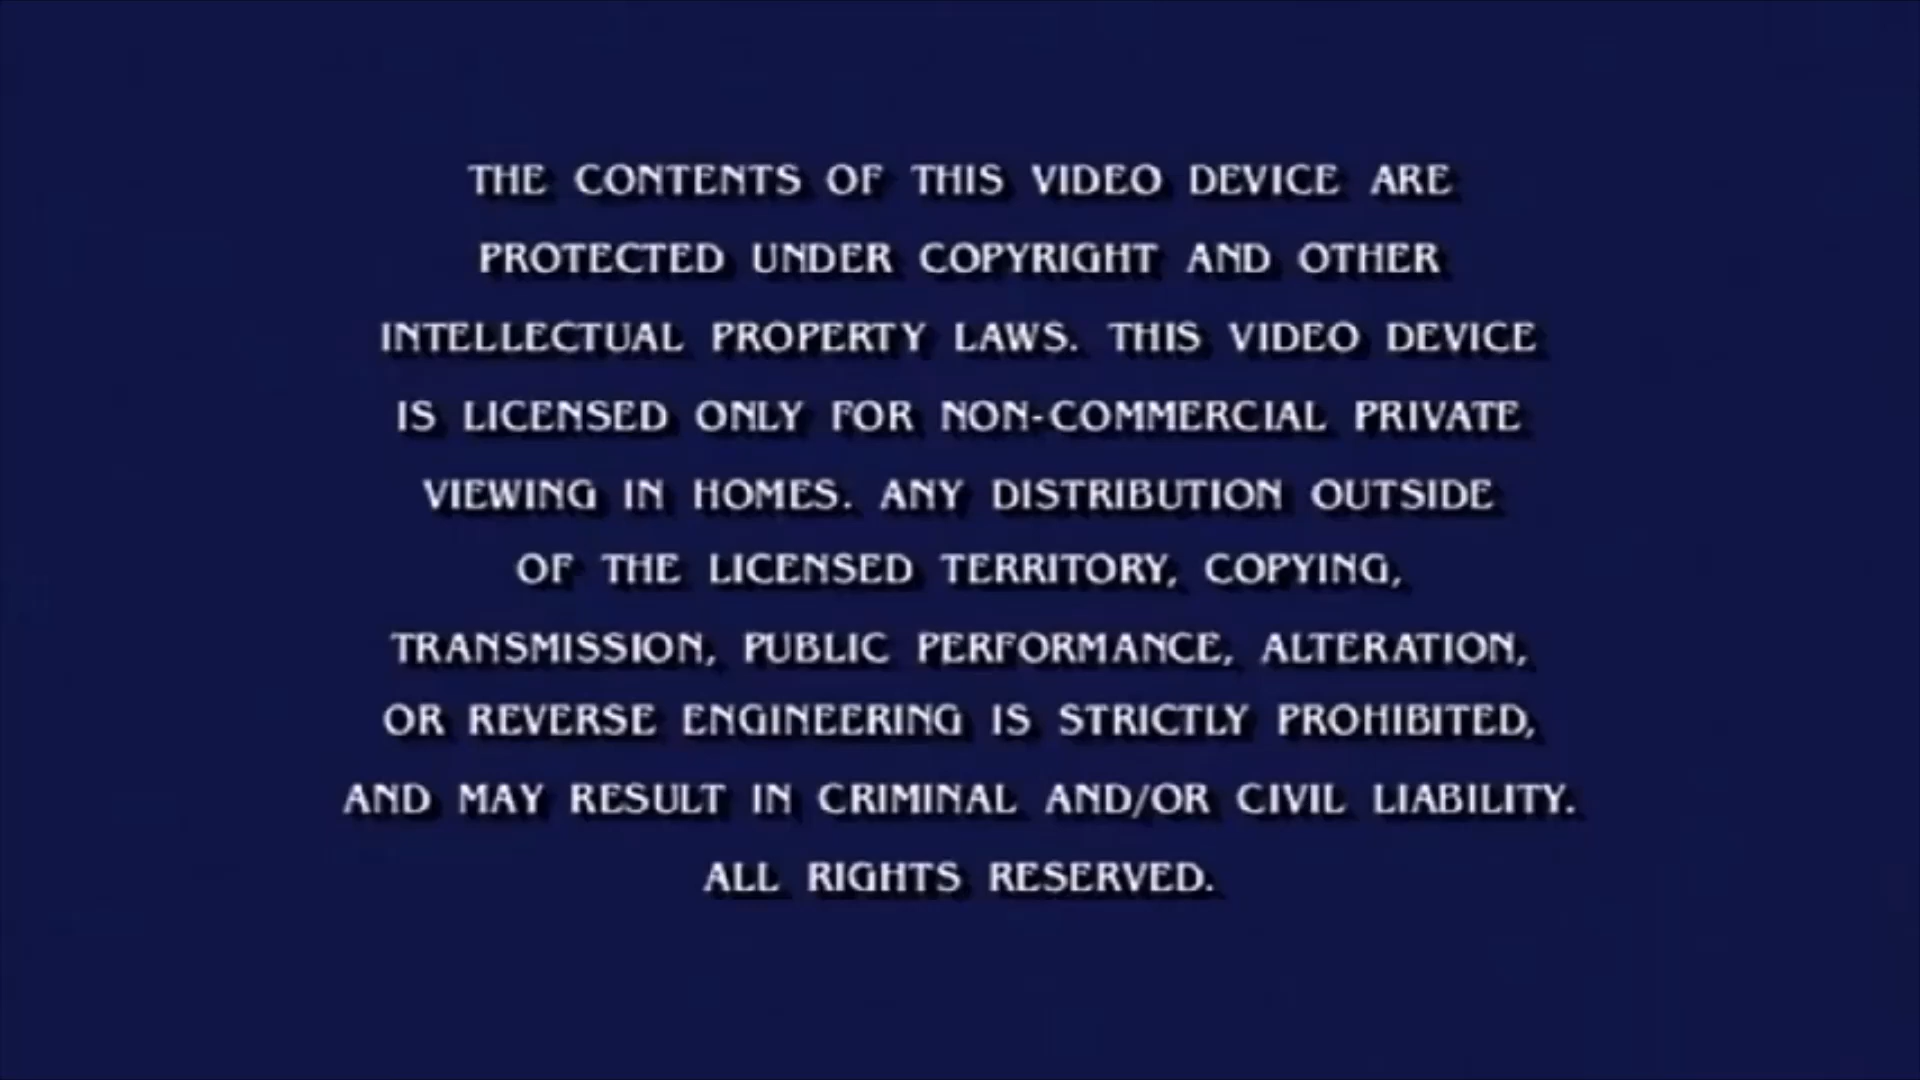 THE CONTENTS OF THIS VIDEO DEVICE ARE
PROTECTED UNDER COPYRIGHT AND OTHER
INTELLECTUAL PROPERTY LAWS. THIS VIDEO DEVICE
IS LICENSED ONLY FOR NON-COMMERCIAL PRIVATE
VIEWING IN HOMES. ANY DISTRIBUTION OUTSIDE
OF THE LICENSED TERRITORY, COPYING,
TRANSMISSION, PUBLIC PERFORMANCE, ALTERATION,
OR REVERSE ENGINEERING IS STRICTLY PROHIBITED,
AND MAY RESULT IN CRIMINAL AND/OR CIVIL LIABILITY.
ALL RIGHTS RESERVED.